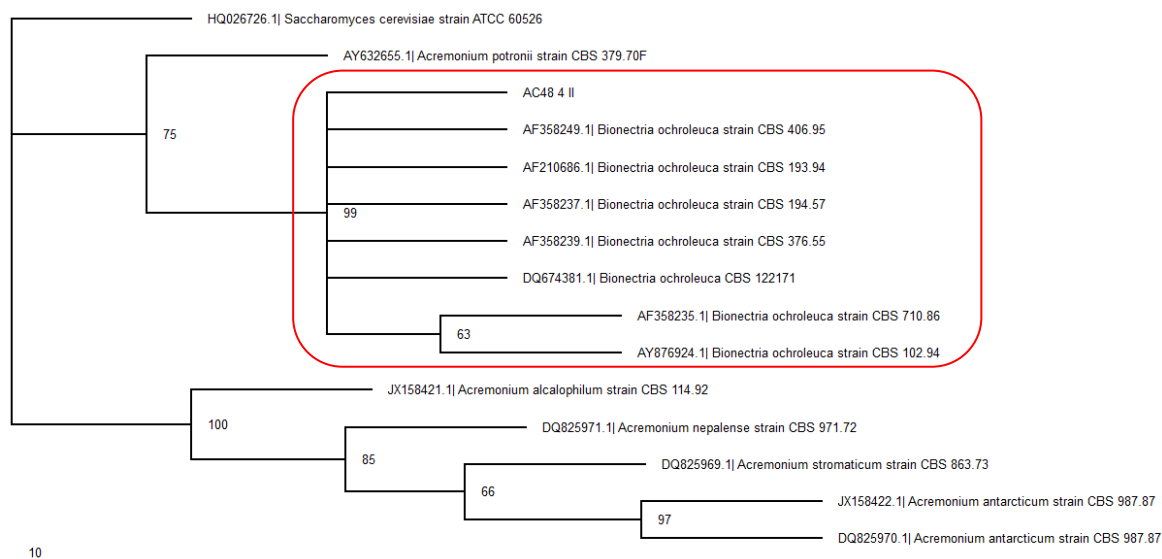 HQ026726.1| Saccharomyces cerevisiae strain ATCC 60526
AY632655.1| Acremonium potronii strain CBS 379.70F
AC48 4 II
AF358249.1| Bionectria ochroleuca strain CBS 406.95
75
AF210686.1| Bionectria ochroleuca strain CBS 193.94
AF358237.1| Bionectria ochroleuca strain CBS 194.57
99
AF358239.1| Bionectria ochroleuca strain CBS 376.55
DQ674381.1| Bionectria ochroleuca CBS 122171
AF358235.1| Bionectria ochroleuca strain CBS 710.86
63
AY876924.1| Bionectria ochroleuca strain CBS 102.94
JX158421.1| Acremonium alcalophilum strain CBS 114.92
100
DQ825971.1| Acremonium nepalense strain CBS 971.72
85
DQ825969.1| Acremonium stromaticum strain CBS 863.73
66
JX158422.1| Acremonium antarcticum strain CBS 987.87
97
DQ825970.1| Acremonium antarcticum strain CBS 987.87
10